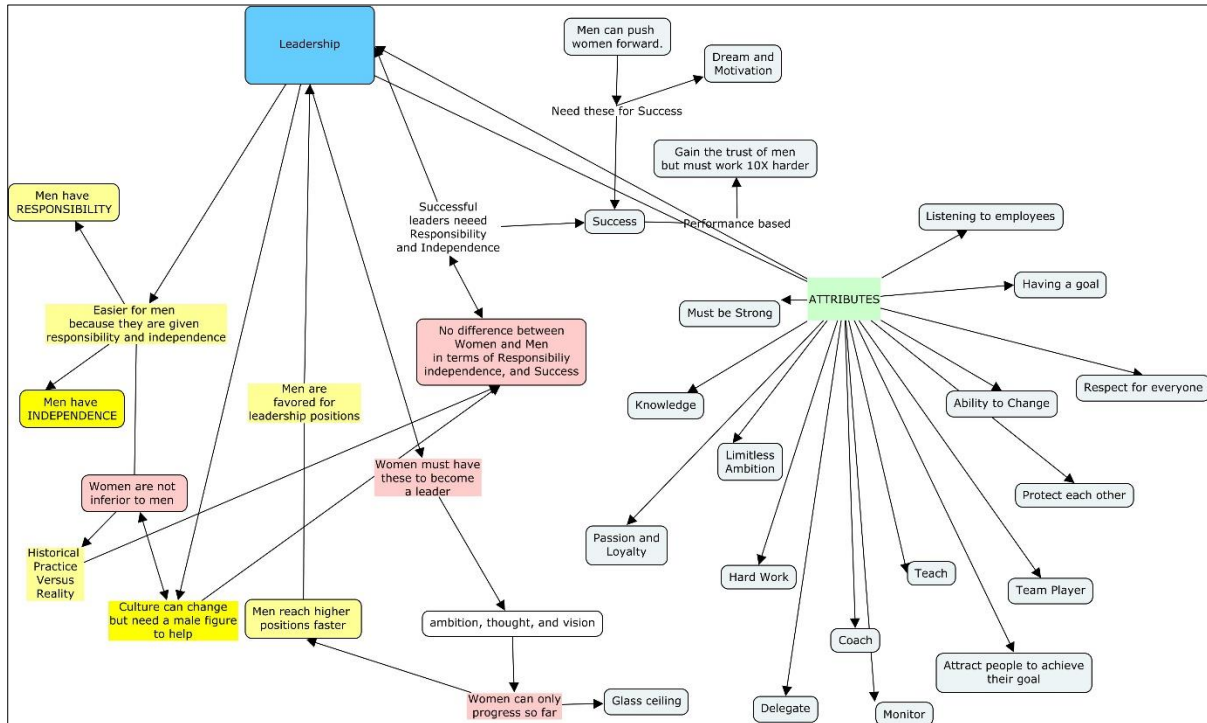 Leadership
Men can push
women forward.
Dream and
Motivation
Need these for Success
Gain the trust of men
but must work 10X harder
Men have
RESPONSIBILITY
Successful
leaders neeed
Responsibility
and Independence
Success
Performance based
Listening to employees
Easier for men
because they are given
responsibility and independence
ATTRIBUTES
Having a goal
Must be Strong
No difference between
Women and Men
in terms of Responsibiliy
independence, and Success
Men have
INDEPENDENCE
Men are
favored for
leadership positions
Knowledge
Ability to Change
Respect for everyone
Limitless
Ambition
Women are not
inferior to men
Women must have
these to become
a leader
Protect each other
Passion and
Loyalty
Historical
Practice
Versus
Reality
Hard Work
Teach
Team Player
Culture can change
but need a male figure
to help
Men reach higher
positions faster
ambition, thought, and vision
Coach
Attract people to achieve
their goal
Women can only
progress so far
Glass ceiling
Delegate
Monitor